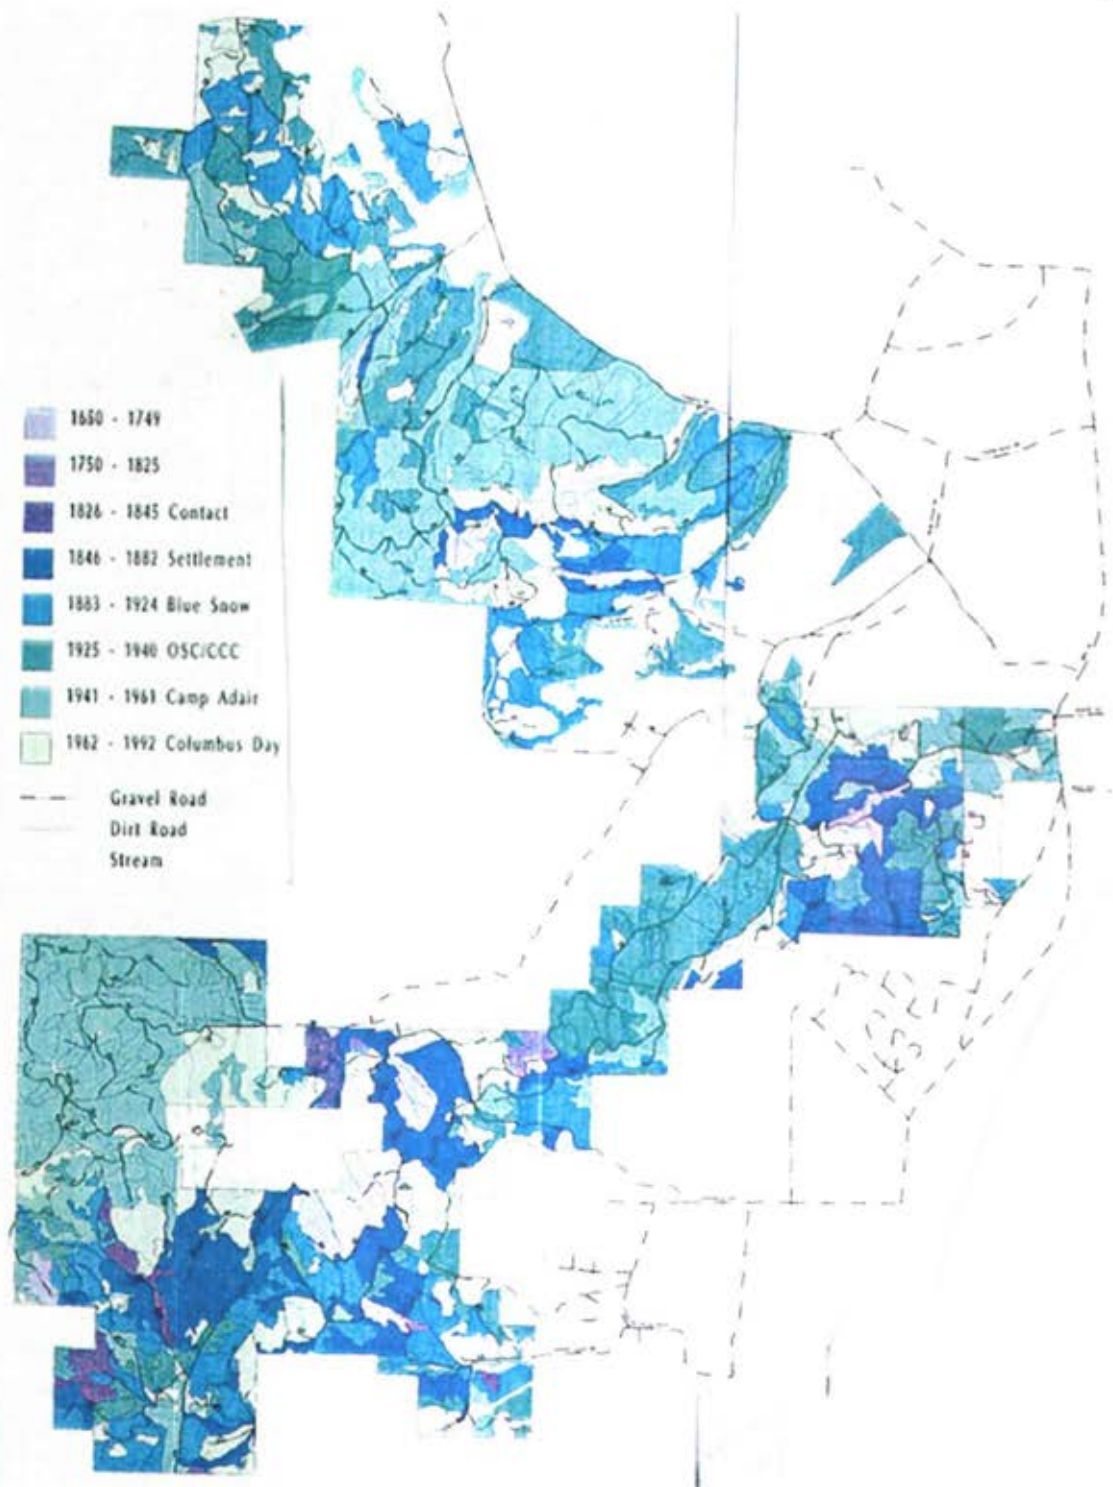 1680 - 1749
1750 - 1825
1826 - 1845 Contact
1846 - 1882 Settlement
1883 - 1924 Blue Snow
1925 - 1940 OSC/CCC
1941 - 1961 Camp Adair
1962 - 1992 Columbus Day
Gravel Road
Dirt Road
Stream